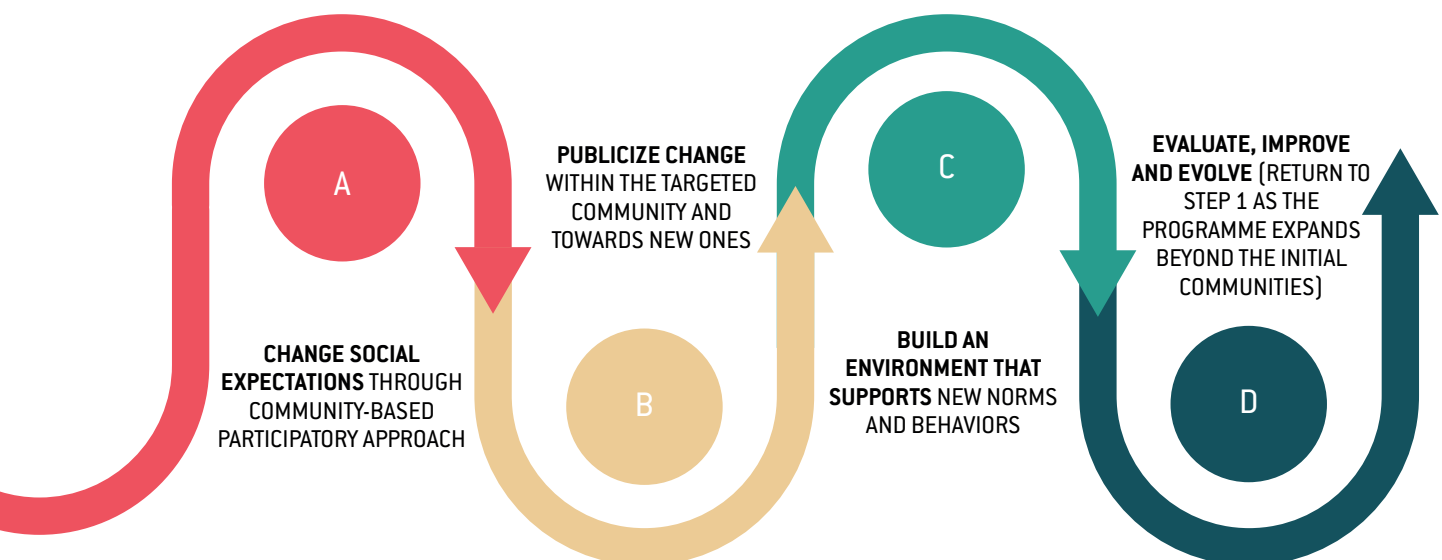 A
CHANGE SOCIAL
EXPECTATIONS THROUGH
COMMUNITY-BASED
PARTICIPATORY APPROACH
PUBLICIZE CHANGE
WITHIN THE TARGETED
COMMUNITY AND
TOWARDS NEW ONES
B
C
BUILD AN
ENVIRONMENT THAT
SUPPORTS NEW NORMS
AND BEHAVIORS
EVALUATE, IMPROVE
AND EVOLVE (RETURN TO
STEP 1 AS THE
PROGRAMME EXPANDS
BEYOND THE INITIAL
COMMUNITIES)
D